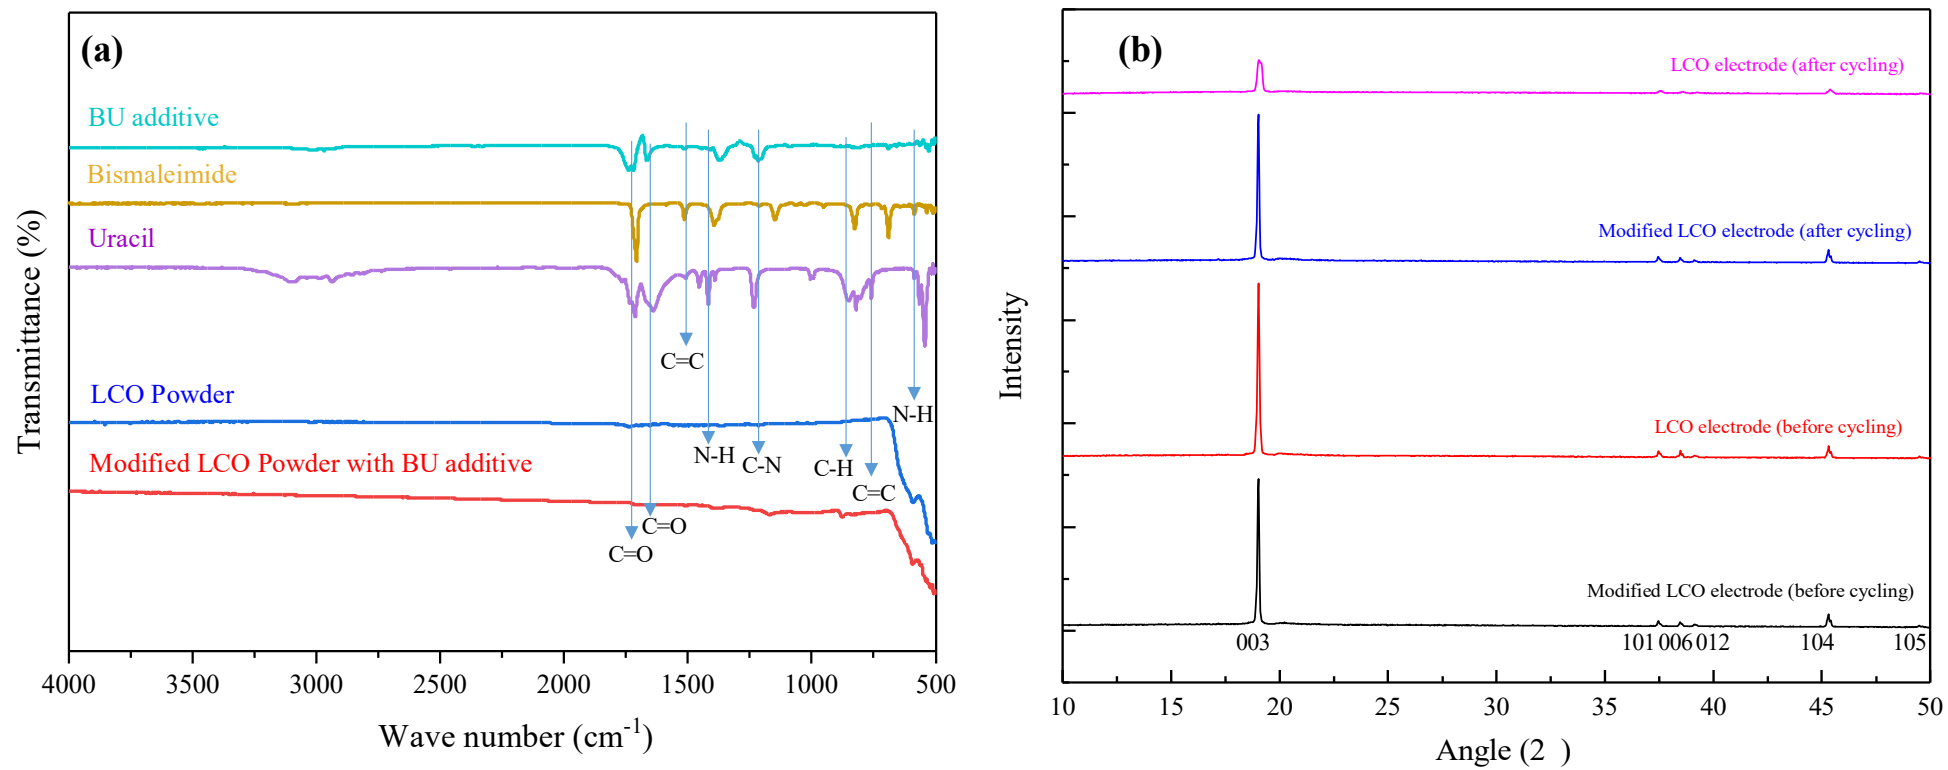 (a)
BU additive
Bismaleimide
Uracil
LCO Powder
Modified LCO Powder with BU additive
C=C
N-H
N-H
C-N
C-H
C=C
C=O
C=O
Transmittance (%)
4000 3500 3000 2500 2000 1500 1000 500
Wave number (cm⁻¹)
(b)
LCO electrode (after cycling)
Modified LCO electrode (after cycling)
LCO electrode (before cycling)
Modified LCO electrode (before cycling)
003 101 006 012 104 105
Intensity
10 15 20 25 30 35 40 45 50
Angle (2 )